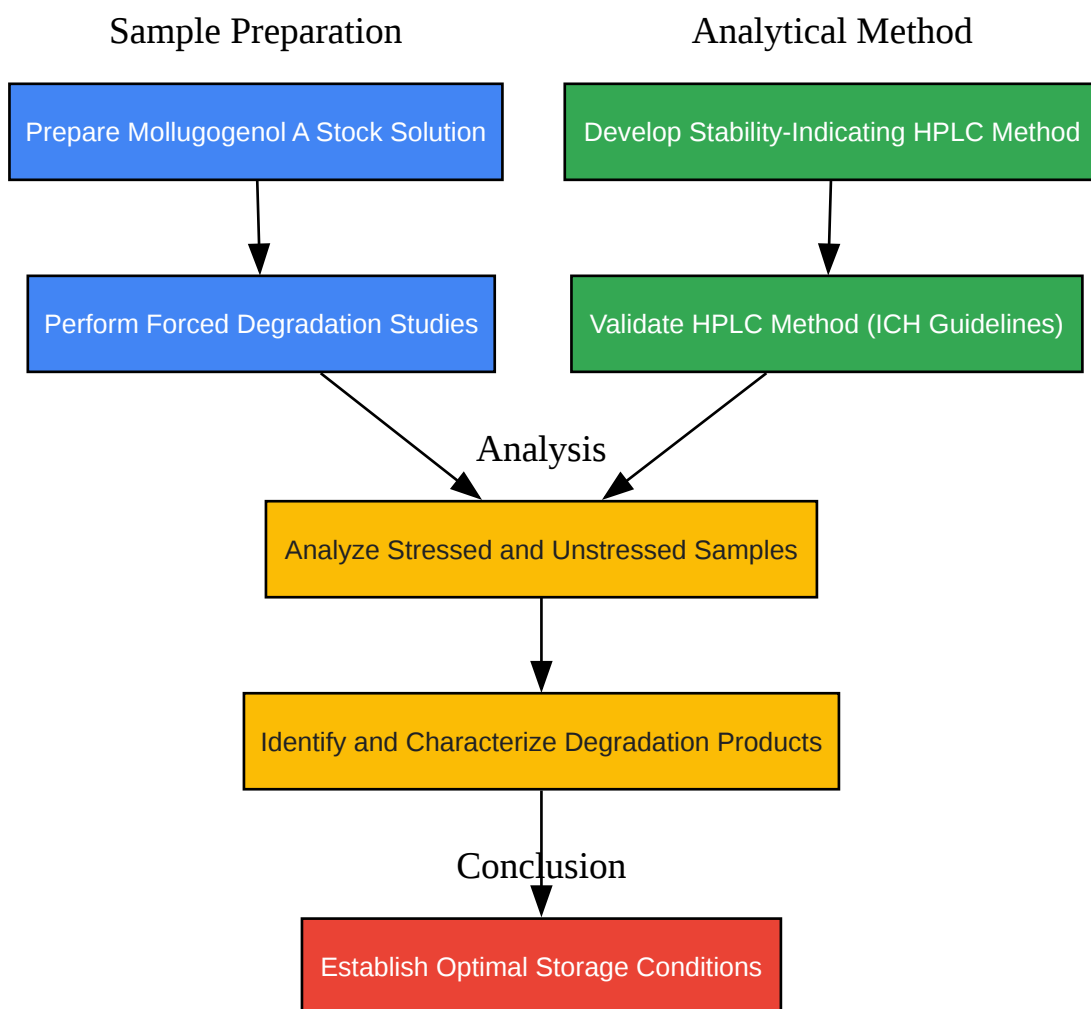 Sample Preparation
Analytical Method
Prepare Mollugogenol A Stock Solution
Develop Stability-Indicating HPLC Method
Perform Forced Degradation Studies
Validate HPLC Method (ICH Guidelines)
Analysis
Analyze Stressed and Unstressed Samples
Identify and Characterize Degradation Products
Conclusion
Establish Optimal Storage Conditions